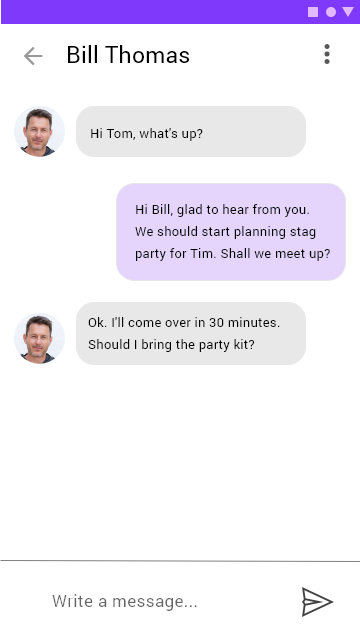 Bill Thomas
Hi Tom, what's up?
Hi Bill, glad to hear from you.
We should start planning stag
party for Tim. Shall we meet up?
Ok. I'll come over in 30 minutes.
Should I bring the party kit?
Write a message...